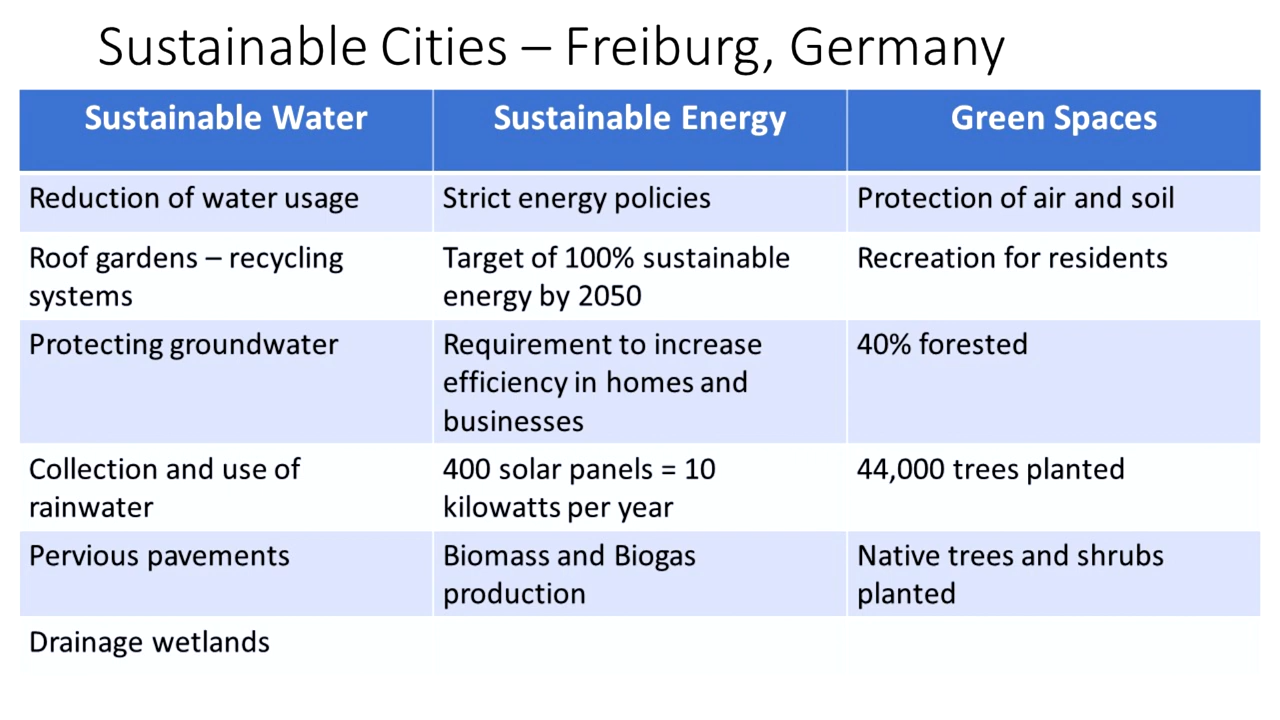 Sustainable Cities – Freiburg, Germany
Sustainable Water
Sustainable Energy
Green Spaces
Reduction of water usage
Strict energy policies
Protection of air and soil
Roof gardens – recycling
systems
Target of 100% sustainable
energy by 2050
Recreation for residents
Protecting groundwater
Requirement to increase
efficiency in homes and
businesses
40% forested
Collection and use of
rainwater
400 solar panels = 10
kilowatts per year
44,000 trees planted
Pervious pavements
Biomass and Biogas
production
Native trees and shrubs
planted
Drainage wetlands